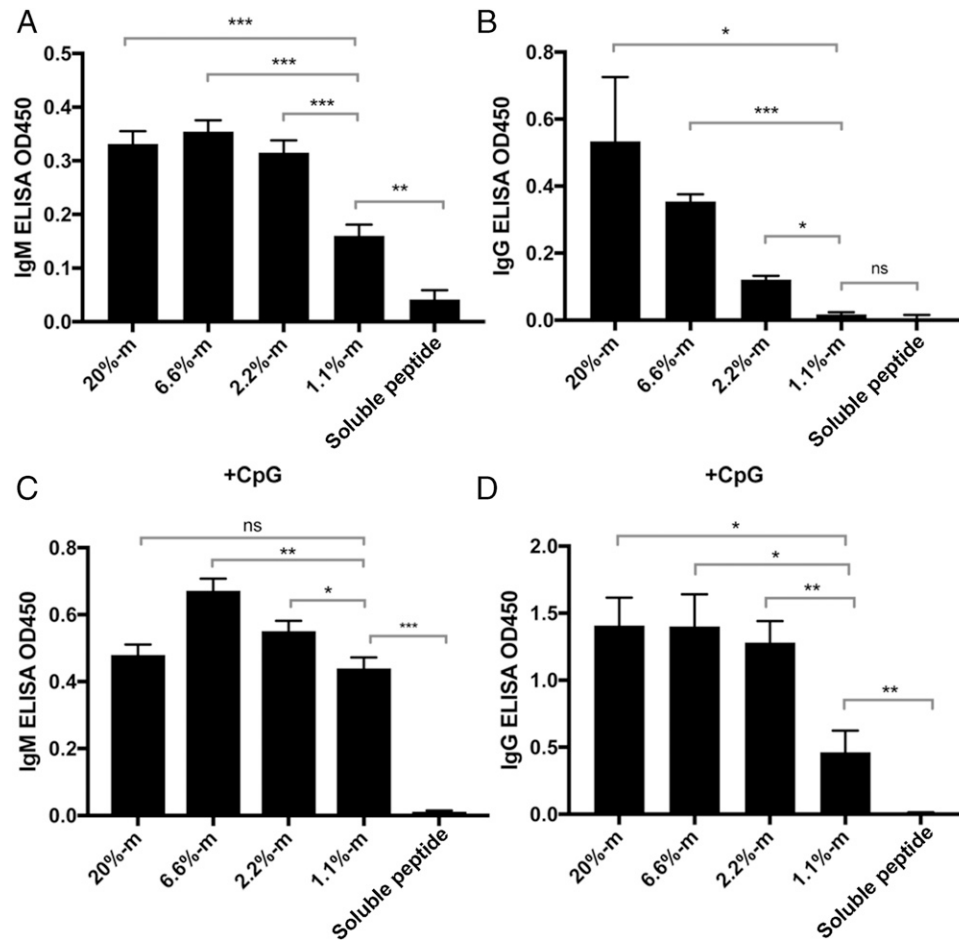 A
IgM ELISA OD450
0.5
0.4
0.3
0.2
0.1
0.0
***
***
***
**
20%-m
6.6%-m
2.2%-m
1.1%-m
Soluble peptide
B
IgG ELISA OD450
0.8
0.6
0.4
0.2
0.0
*
***
*
ns
20%-m
6.6%-m
2.2%-m
1.1%-m
Soluble peptide
C
+CpG
IgM ELISA OD450
0.8
0.6
0.4
0.2
0.0
ns
**
*
***
20%-m
6.6%-m
2.2%-m
1.1%-m
Soluble peptide
D
+CpG
IgG ELISA OD450
2.0
1.5
1.0
0.5
0.0
*
*
**
**
20%-m
6.6%-m
2.2%-m
1.1%-m
Soluble peptide